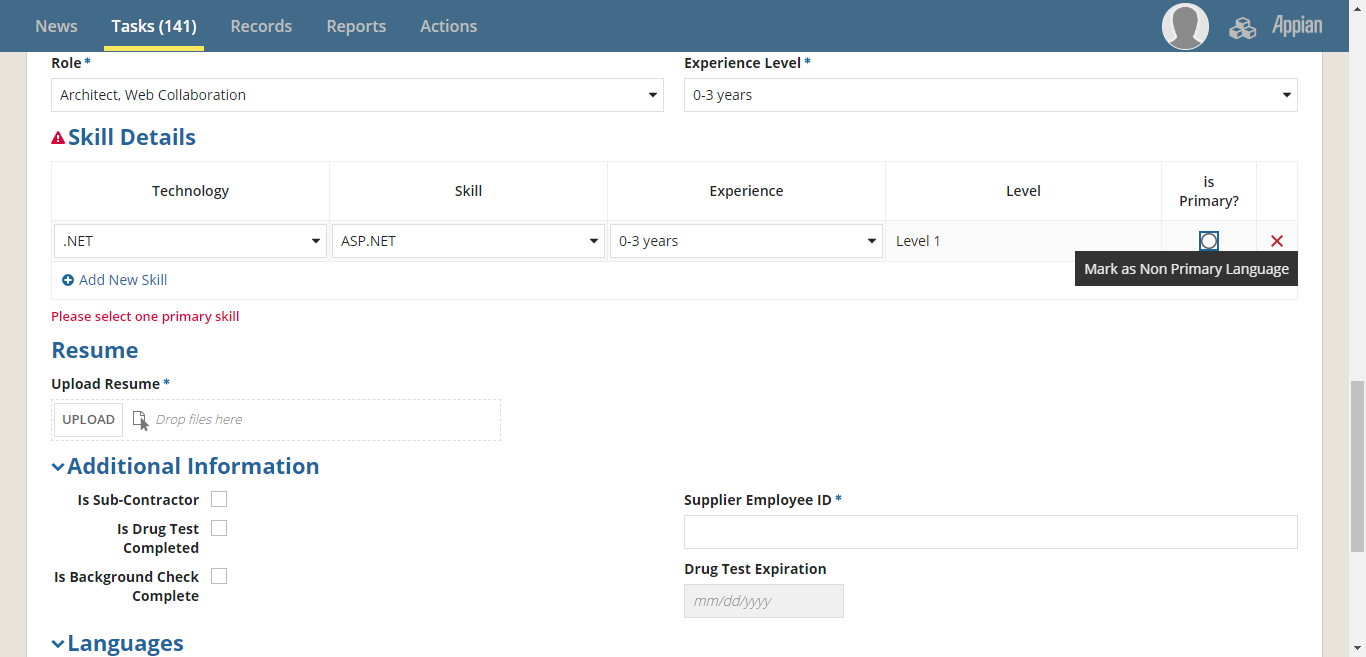 News Tasks (141) Records Reports Actions Appian
Role * Experience Level *
Architect, Web Collaboration 0-3 years
Skill Details
Technology Skill Experience Level is Primary?
.NET ASP.NET 0-3 years Level 1
Mark as Non Primary Language
Add New Skill
Please select one primary skill
Resume
Upload Resume *
UPLOAD Drop files here
Additional Information
Is Sub-Contractor Supplier Employee ID *
Is Drug Test
Completed
Drug Test Expiration
Is Background Check
Complete
mm/dd/yyyy
Languages